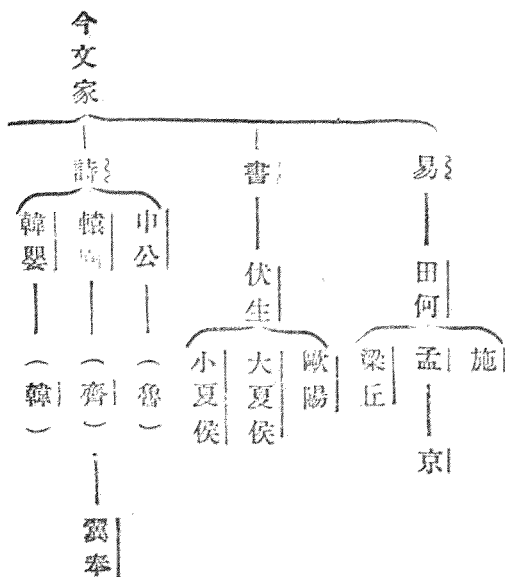 今文家
易
田何
施
孟
梁丘
京
書
伏生
歐陽
大夏侯
小夏侯
詩
申公
(魯)
轅固
(齊)
翼奉
韓嬰
(韓)